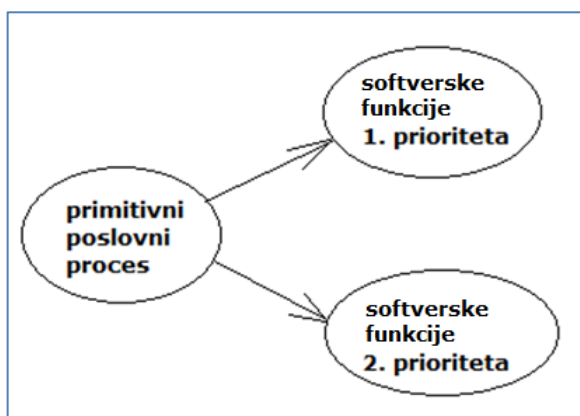 softverske
funkcije
1. prioriteta
primitivni
poslovni
proces
softverske
funkcije
2. prioriteta